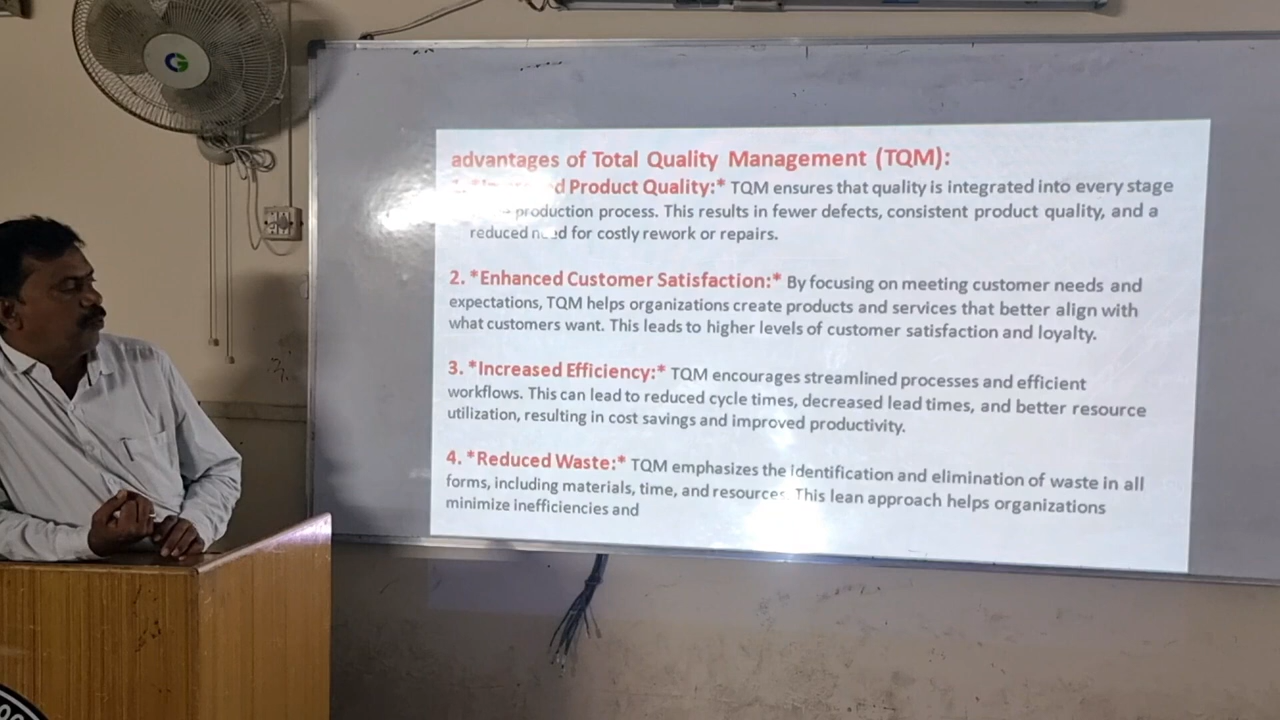 advantages of Total Quality Management (TQM):
Product Quality:* TQM ensures that quality is integrated into every stage
production process. This results in fewer defects, consistent product quality, and a
reduced need for costly rework or repairs.
2. *Enhanced Customer Satisfaction:* By focusing on meeting customer needs and
expectations, TQM helps organizations create products and services that better align with
what customers want. This leads to higher levels of customer satisfaction and loyalty.
3. *Increased Efficiency:* TQM encourages streamlined processes and efficient
workflows. This can lead to reduced cycle times, decreased lead times, and better resource
utilization, resulting in cost savings and improved productivity.
4. *Reduced Waste:* TQM emphasizes the identification and elimination of waste in all
forms, including materials, time, and resources. This lean approach helps organizations
minimize inefficiencies and